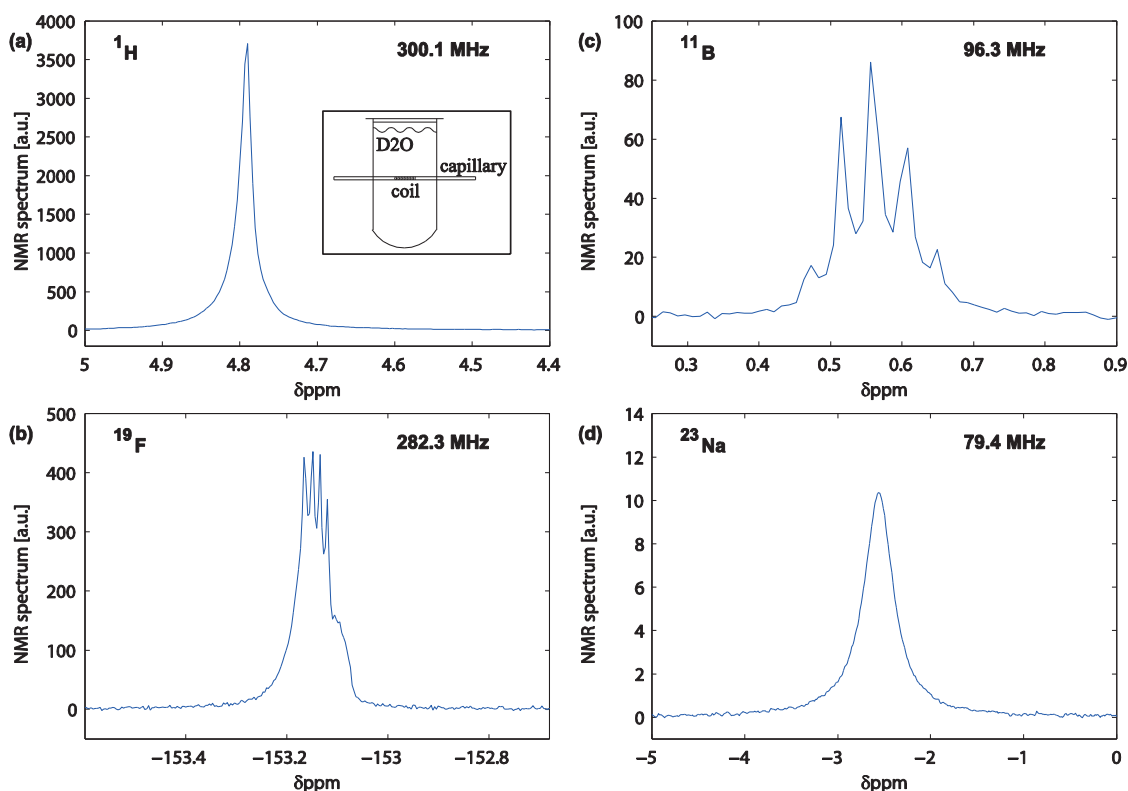 (a)
1H
300.1 MHz
NMR spectrum [a.u.]
4000
3500
3000
2500
2000
1500
1000
500
0
D2O
capillary
coil
5 4.9 4.8 4.7 4.6 4.5 4.4
δppm
(c)
11B
96.3 MHz
NMR spectrum [a.u.]
100
80
60
40
20
0
0.3 0.4 0.5 0.6 0.7 0.8 0.9
δppm
(b)
19F
282.3 MHz
NMR spectrum [a.u.]
500
400
300
200
100
0
−153.4 −153.2 −153 −152.8
δppm
(d)
23Na
79.4 MHz
NMR spectrum [a.u.]
14
12
10
8
6
4
2
0
−5 −4 −3 −2 −1 0
δppm